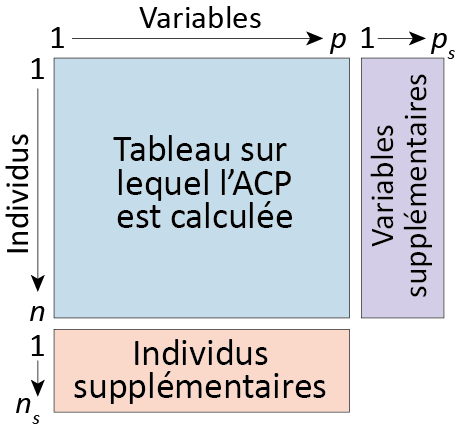 Variables
1 p 1 p_s
1
Individus
n
Tableau sur
lequel l'ACP
est calculée
Variables
supplémentaires
1
n_s
Individus
supplémentaires